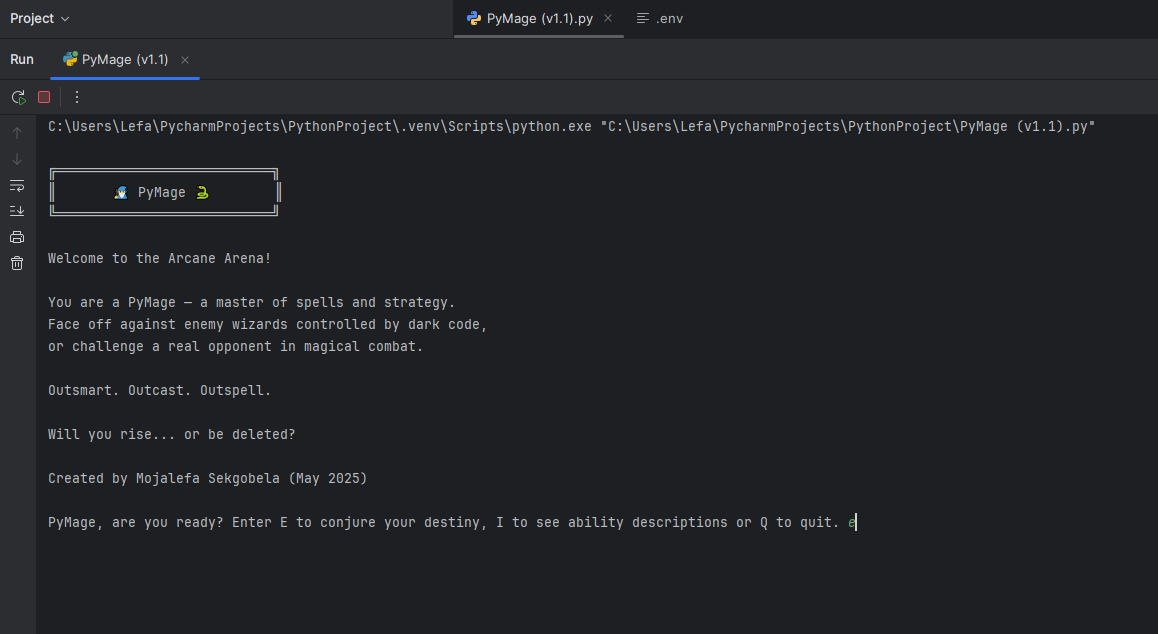 Project
PyMage (v1.1).py
.env
Run
PyMage (v1.1)
C:\Users\Lefa\PycharmProjects\PythonProject\.venv\Scripts\python.exe "C:\Users\Lefa\PycharmProjects\PythonProject\PyMage (v1.1).py"
🧙 PyMage 🐍
Welcome to the Arcane Arena!
You are a PyMage — a master of spells and strategy.
Face off against enemy wizards controlled by dark code,
or challenge a real opponent in magical combat.
Outsmart. Outcast. Outspell.
Will you rise... or be deleted?
Created by Mojalefa Sekgobela (May 2025)
PyMage, are you ready? Enter E to conjure your destiny, I to see ability descriptions or Q to quit. e